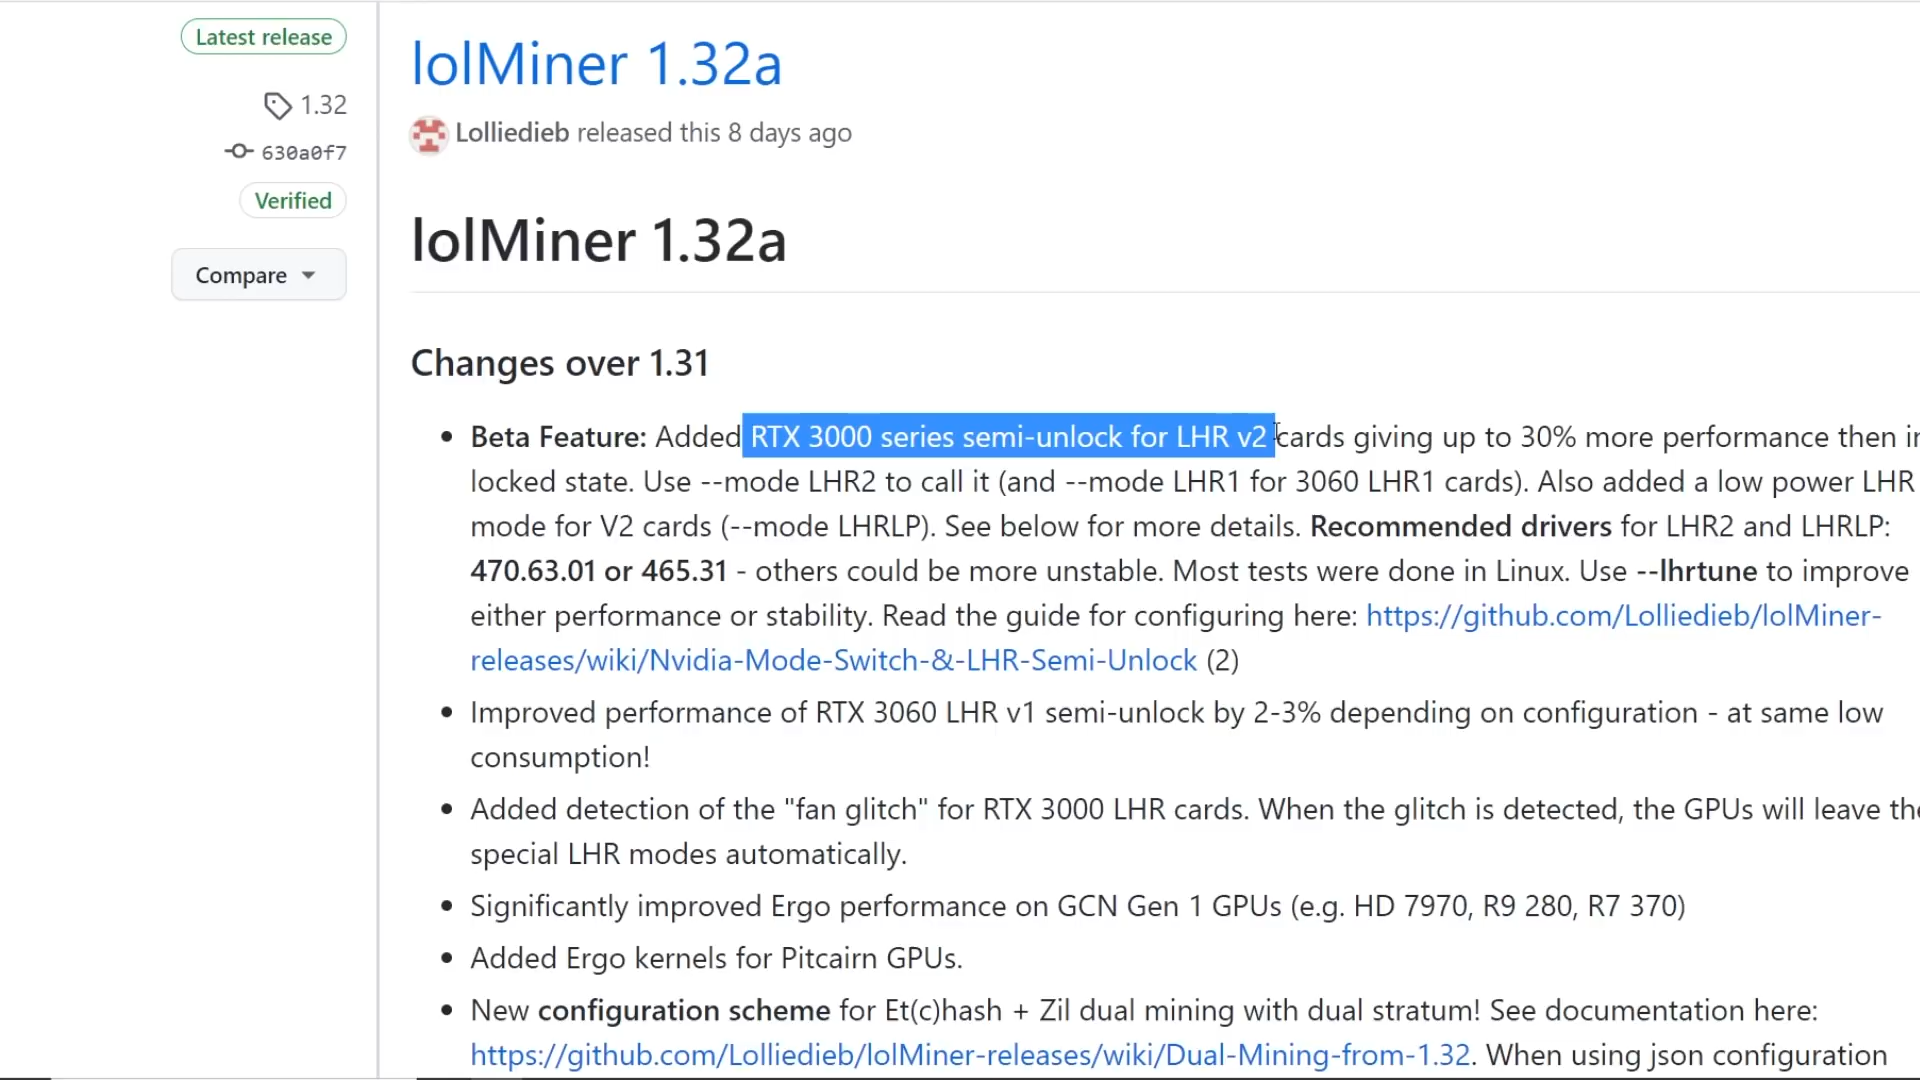 Latest release
1.32
630a0f7
Verified
Compare
lolMiner 1.32a
Lolliedieb released this 8 days ago
lolMiner 1.32a
Changes over 1.31
Beta Feature: Added RTX 3000 series semi-unlock for LHR v2 cards giving up to 30% more performance then in
locked state. Use --mode LHR2 to call it (and --mode LHR1 for 3060 LHR1 cards). Also added a low power LHR
mode for V2 cards (--mode LHRLP). See below for more details. Recommended drivers for LHR2 and LHRLP:
470.63.01 or 465.31 - others could be more unstable. Most tests were done in Linux. Use --lhrtune to improve
either performance or stability. Read the guide for configuring here: https://github.com/Lolliedieb/lolMiner-
releases/wiki/Nvidia-Mode-Switch-&-LHR-Semi-Unlock (2)
Improved performance of RTX 3060 LHR v1 semi-unlock by 2-3% depending on configuration - at same low
consumption!
Added detection of the "fan glitch" for RTX 3000 LHR cards. When the glitch is detected, the GPUs will leave the
special LHR modes automatically.
Significantly improved Ergo performance on GCN Gen 1 GPUs (e.g. HD 7970, R9 280, R7 370)
Added Ergo kernels for Pitcairn GPUs.
New configuration scheme for Et(c)hash + Zil dual mining with dual stratum! See documentation here:
https://github.com/Lolliedieb/lolMiner-releases/wiki/Dual-Mining-from-1.32. When using json configuration